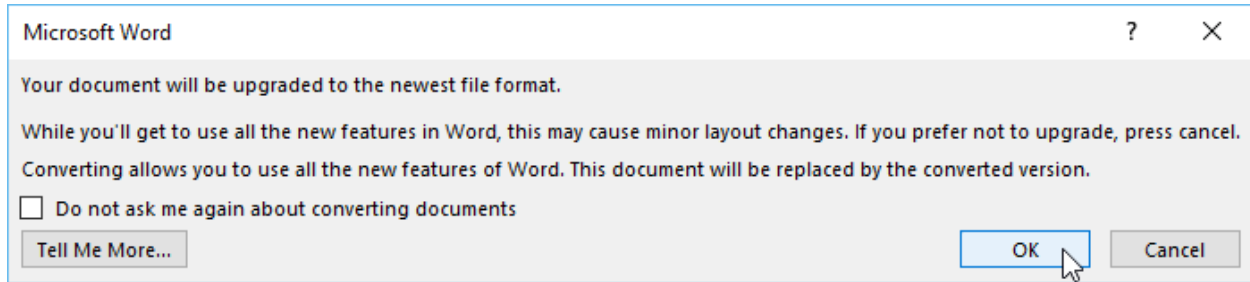 Microsoft Word
?
Your document will be upgraded to the newest file format.
While you'll get to use all the new features in Word, this may cause minor layout changes. If you prefer not to upgrade, press cancel.
Converting allows you to use all the new features of Word. This document will be replaced by the converted version.
Do not ask me again about converting documents
Tell Me More...
OK
Cancel